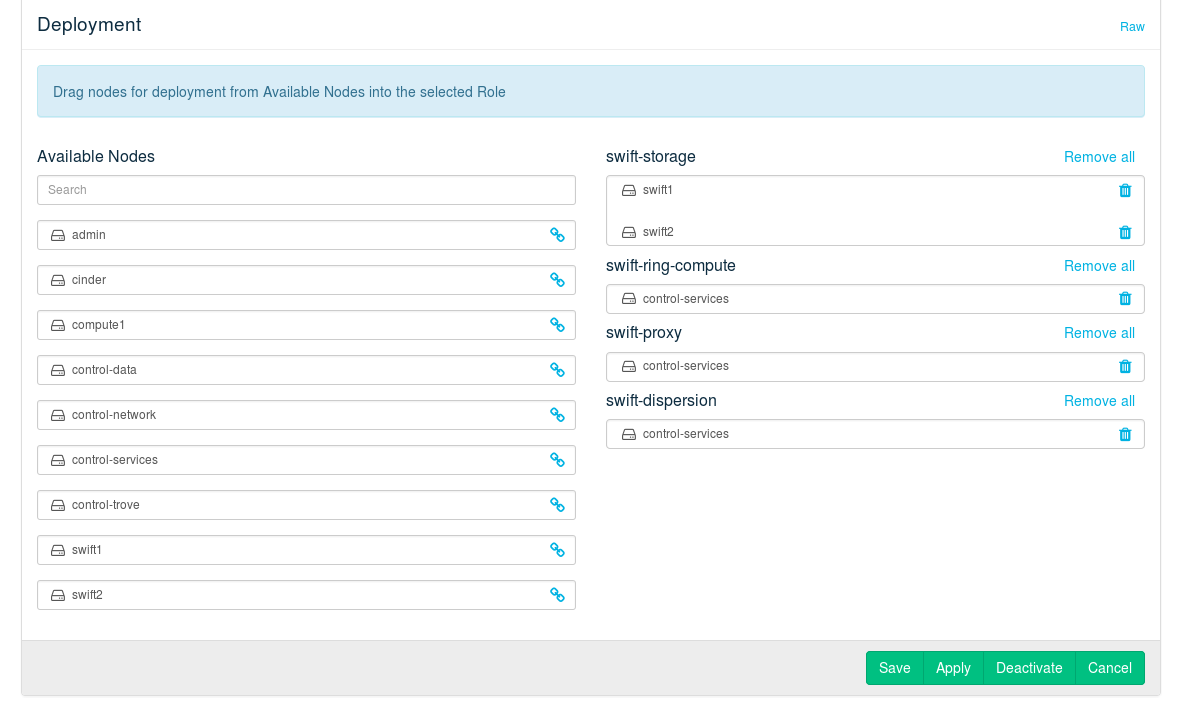 Deployment
Raw
Drag nodes for deployment from Available Nodes into the selected Role
Available Nodes
Search
admin
cinder
compute1
control-data
control-network
control-services
control-trove
swift1
swift2
swift-storage
Remove all
swift1
swift2
swift-ring-compute
Remove all
control-services
swift-proxy
Remove all
control-services
swift-dispersion
Remove all
control-services
Save
Apply
Deactivate
Cancel